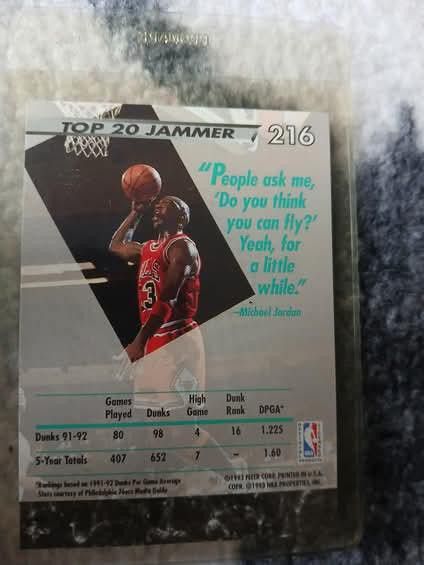 TOP 20 JAMMER 216
"People ask me,
'Do you think
you can fly?'
Yeah, for
a little
while."
–Michael Jordan
Games Played Dunks High Game Dunk Rank DPGA*
Dunks 91-92 80 98 4 16 1.225
5-Year Totals 407 652 7 – 1.60
*Rankings based on 1991-92 Dunks Per Game Average
Stats courtesy of Philadelphia 76ers Media Guide
©1993 FLEER CORP. PRINTED IN U.S.A.
COPR. ©1993 NBA PROPERTIES, INC.
NBA
3